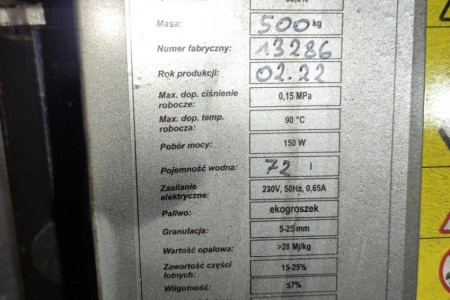 Masa: 500 kg
Numer fabryczny: 13286
Rok produkcji: 02.22
Max. dop. ciśnienie
robocze: 0,15 MPa
Max. dop. temp.
robocza: 90 °C
Pobór mocy: 150 W
Pojemność wodna: 72 l
Zasilanie
elektryczne: 230V, 50Hz, 0,65A
Paliwo: ekogroszek
Granulacja: 5-25 mm
Wartość opałowa: >28 Mj/kg
Zawartość części
lotnych: 15-25%
Wilgotność: ≤7%